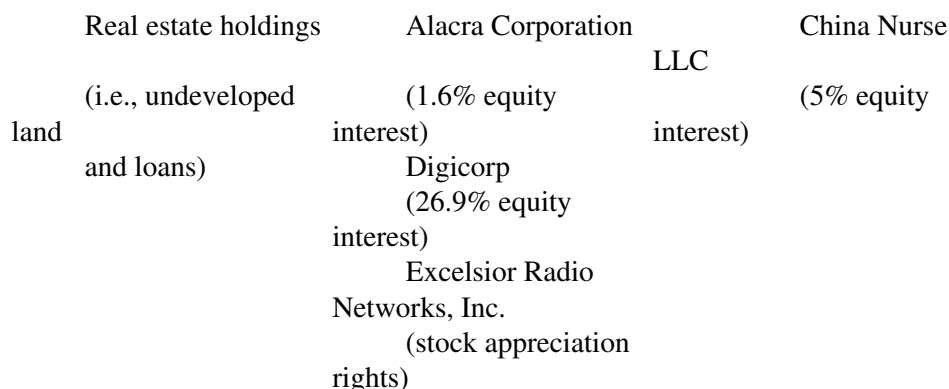 Real estate holdings Alacra Corporation China Nurse
LLC
(i.e., undeveloped (1.6% equity (5% equity
land interest) interest)
and loans) Digicorp
(26.9% equity
interest)
Excelsior Radio
Networks, Inc.
(stock appreciation
rights)